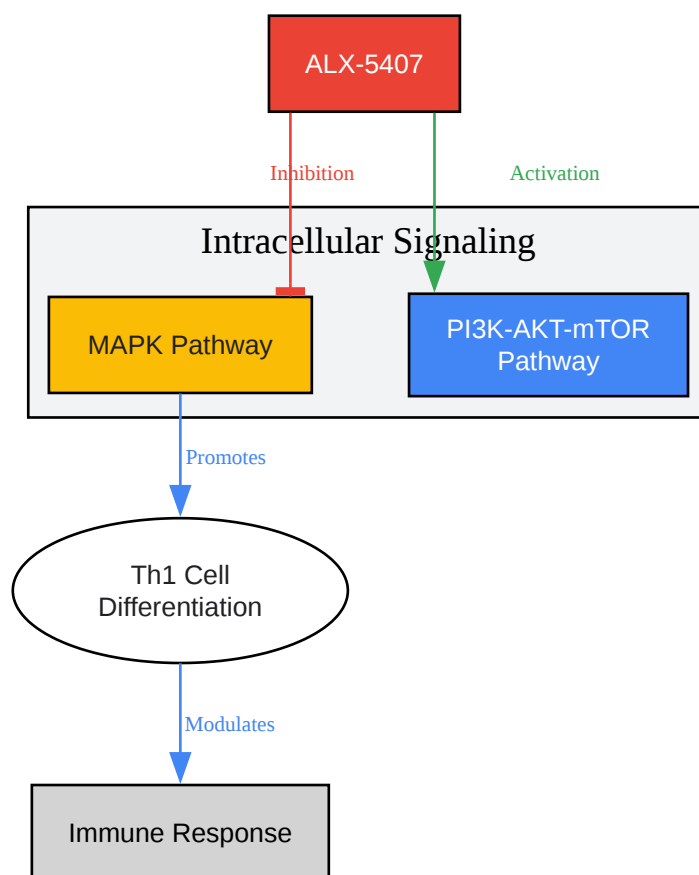 ALX-5407
Inhibition
Activation
Intracellular Signaling
MAPK Pathway
PI3K-AKT-mTOR
Pathway
Promotes
Th1 Cell
Differentiation
Modulates
Immune Response